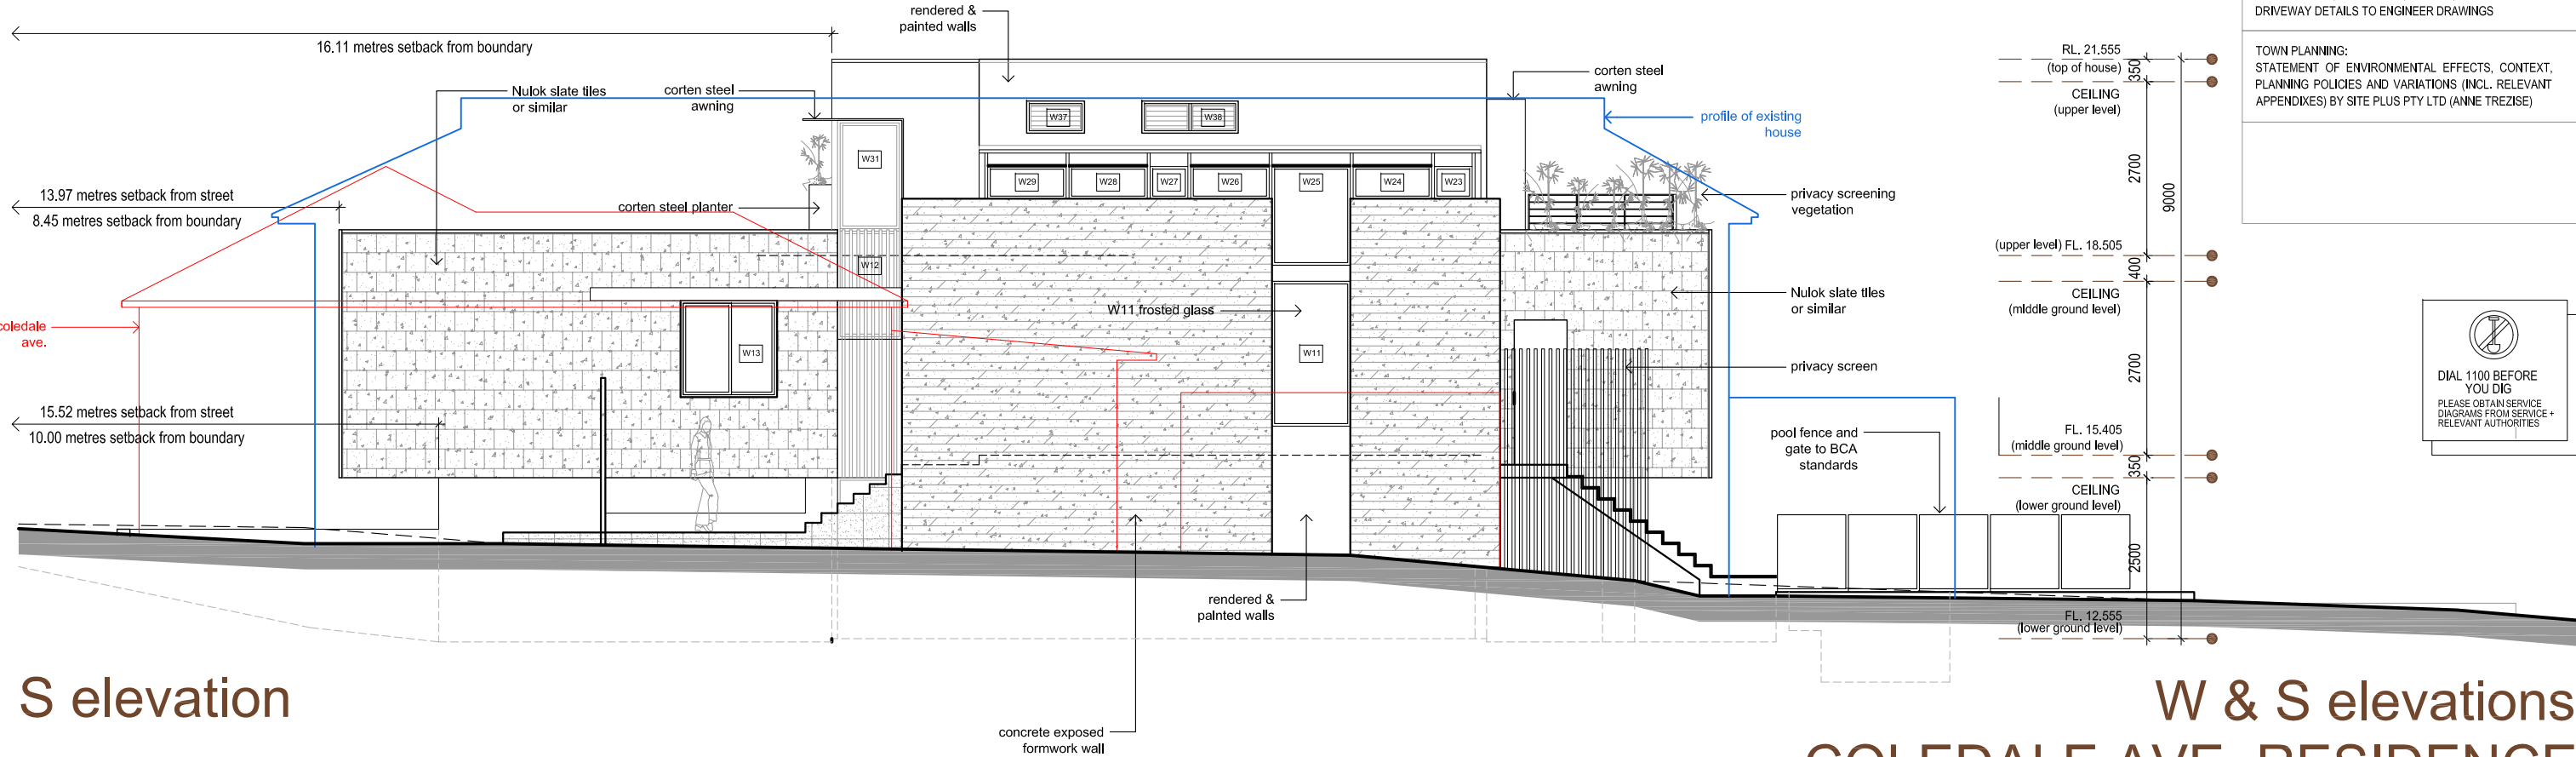 rendered &
painted walls
16.11 metres setback from boundary
Nulok slate tiles
or similar
corten steel
awning
corten steel
awning
profile of existing
house
W37
W38
W31
W29
W28
W27
W26
W25
W24
W23
13.97 metres setback from street
8.45 metres setback from boundary
corten steel planter
privacy screening
vegetation
W12
Nulok slate tiles
or similar
W11 frosted glass
coledale
ave.
W13
W11
privacy screen
15.52 metres setback from street
10.00 metres setback from boundary
pool fence and
gate to BCA
standards
rendered &
painted walls
concrete exposed
formwork wall
RL. 21.555
(top of house)
350
CEILING
(upper level)
2700
9000
(upper level) FL. 18.505
400
CEILING
(middle ground level)
2700
FL. 15.405
(middle ground level)
350
CEILING
(lower ground level)
2500
FL. 12.555
(lower ground level)
DRIVEWAY DETAILS TO ENGINEER DRAWINGS
TOWN PLANNING:
STATEMENT OF ENVIRONMENTAL EFFECTS, CONTEXT,
PLANNING POLICIES AND VARIATIONS (INCL. RELEVANT
APPENDIXES) BY SITE PLUS PTY LTD (ANNE TREZISE)
DIAL 1100 BEFORE
YOU DIG
PLEASE OBTAIN SERVICE
DIAGRAMS FROM SERVICE +
RELEVANT AUTHORITIES
S elevation
W & S elevations
COLEDALE AVE. RESIDENCE